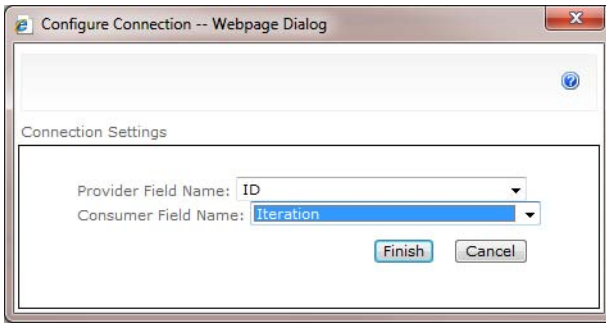 Configure Connection -- Webpage Dialog
Connection Settings
Provider Field Name: ID
Consumer Field Name: Iteration
Finish Cancel